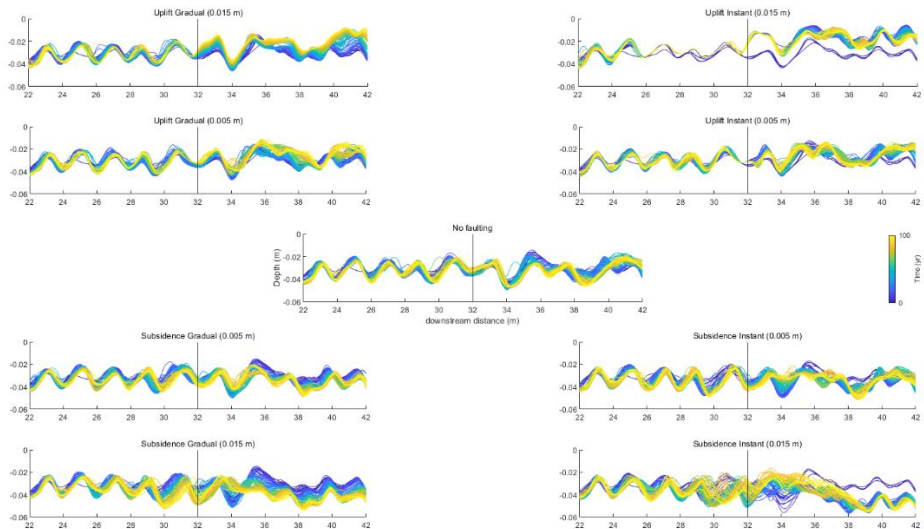 Uplift Gradual (0.015 m)
0
-0.02
-0.04
-0.06
22 24 26 28 30 32 34 36 38 40 42
Uplift Instant (0.015 m)
0
-0.02
-0.04
-0.06
22 24 26 28 30 32 34 36 38 40 42
Uplift Gradual (0.005 m)
0
-0.02
-0.04
-0.06
22 24 26 28 30 32 34 36 38 40 42
Uplift Instant (0.005 m)
0
-0.02
-0.04
-0.06
22 24 26 28 30 32 34 36 38 40 42
No faulting
Depth (m)
0
-0.02
-0.04
-0.06
22 24 26 28 30 32 34 36 38 40 42
downstream distance (m)
100
Time (yr)
0
Subsidence Gradual (0.005 m)
0
-0.02
-0.04
-0.06
22 24 26 28 30 32 34 36 38 40 42
Subsidence Instant (0.005 m)
0
-0.02
-0.04
-0.06
22 24 26 28 30 32 34 36 38 40 42
Subsidence Gradual (0.015 m)
0
-0.02
-0.04
-0.06
22 24 26 28 30 32 34 36 38 40 42
Subsidence Instant (0.015 m)
0
-0.02
-0.04
-0.06
22 24 26 28 30 32 34 36 38 40 42